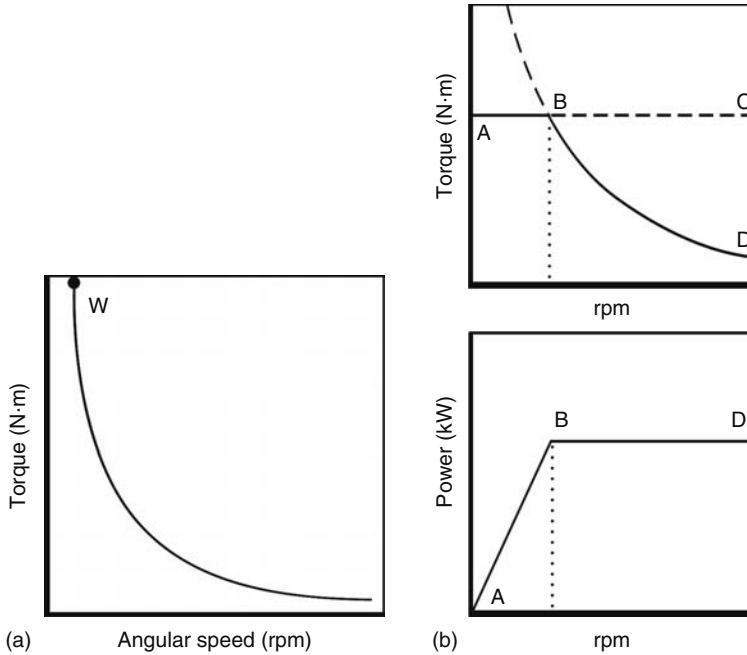 W
Torque (N·m)
(a)
Angular speed (rpm)
Torque (N·m)
A
B
C
D
rpm
Power (kW)
A
B
D
(b)
rpm